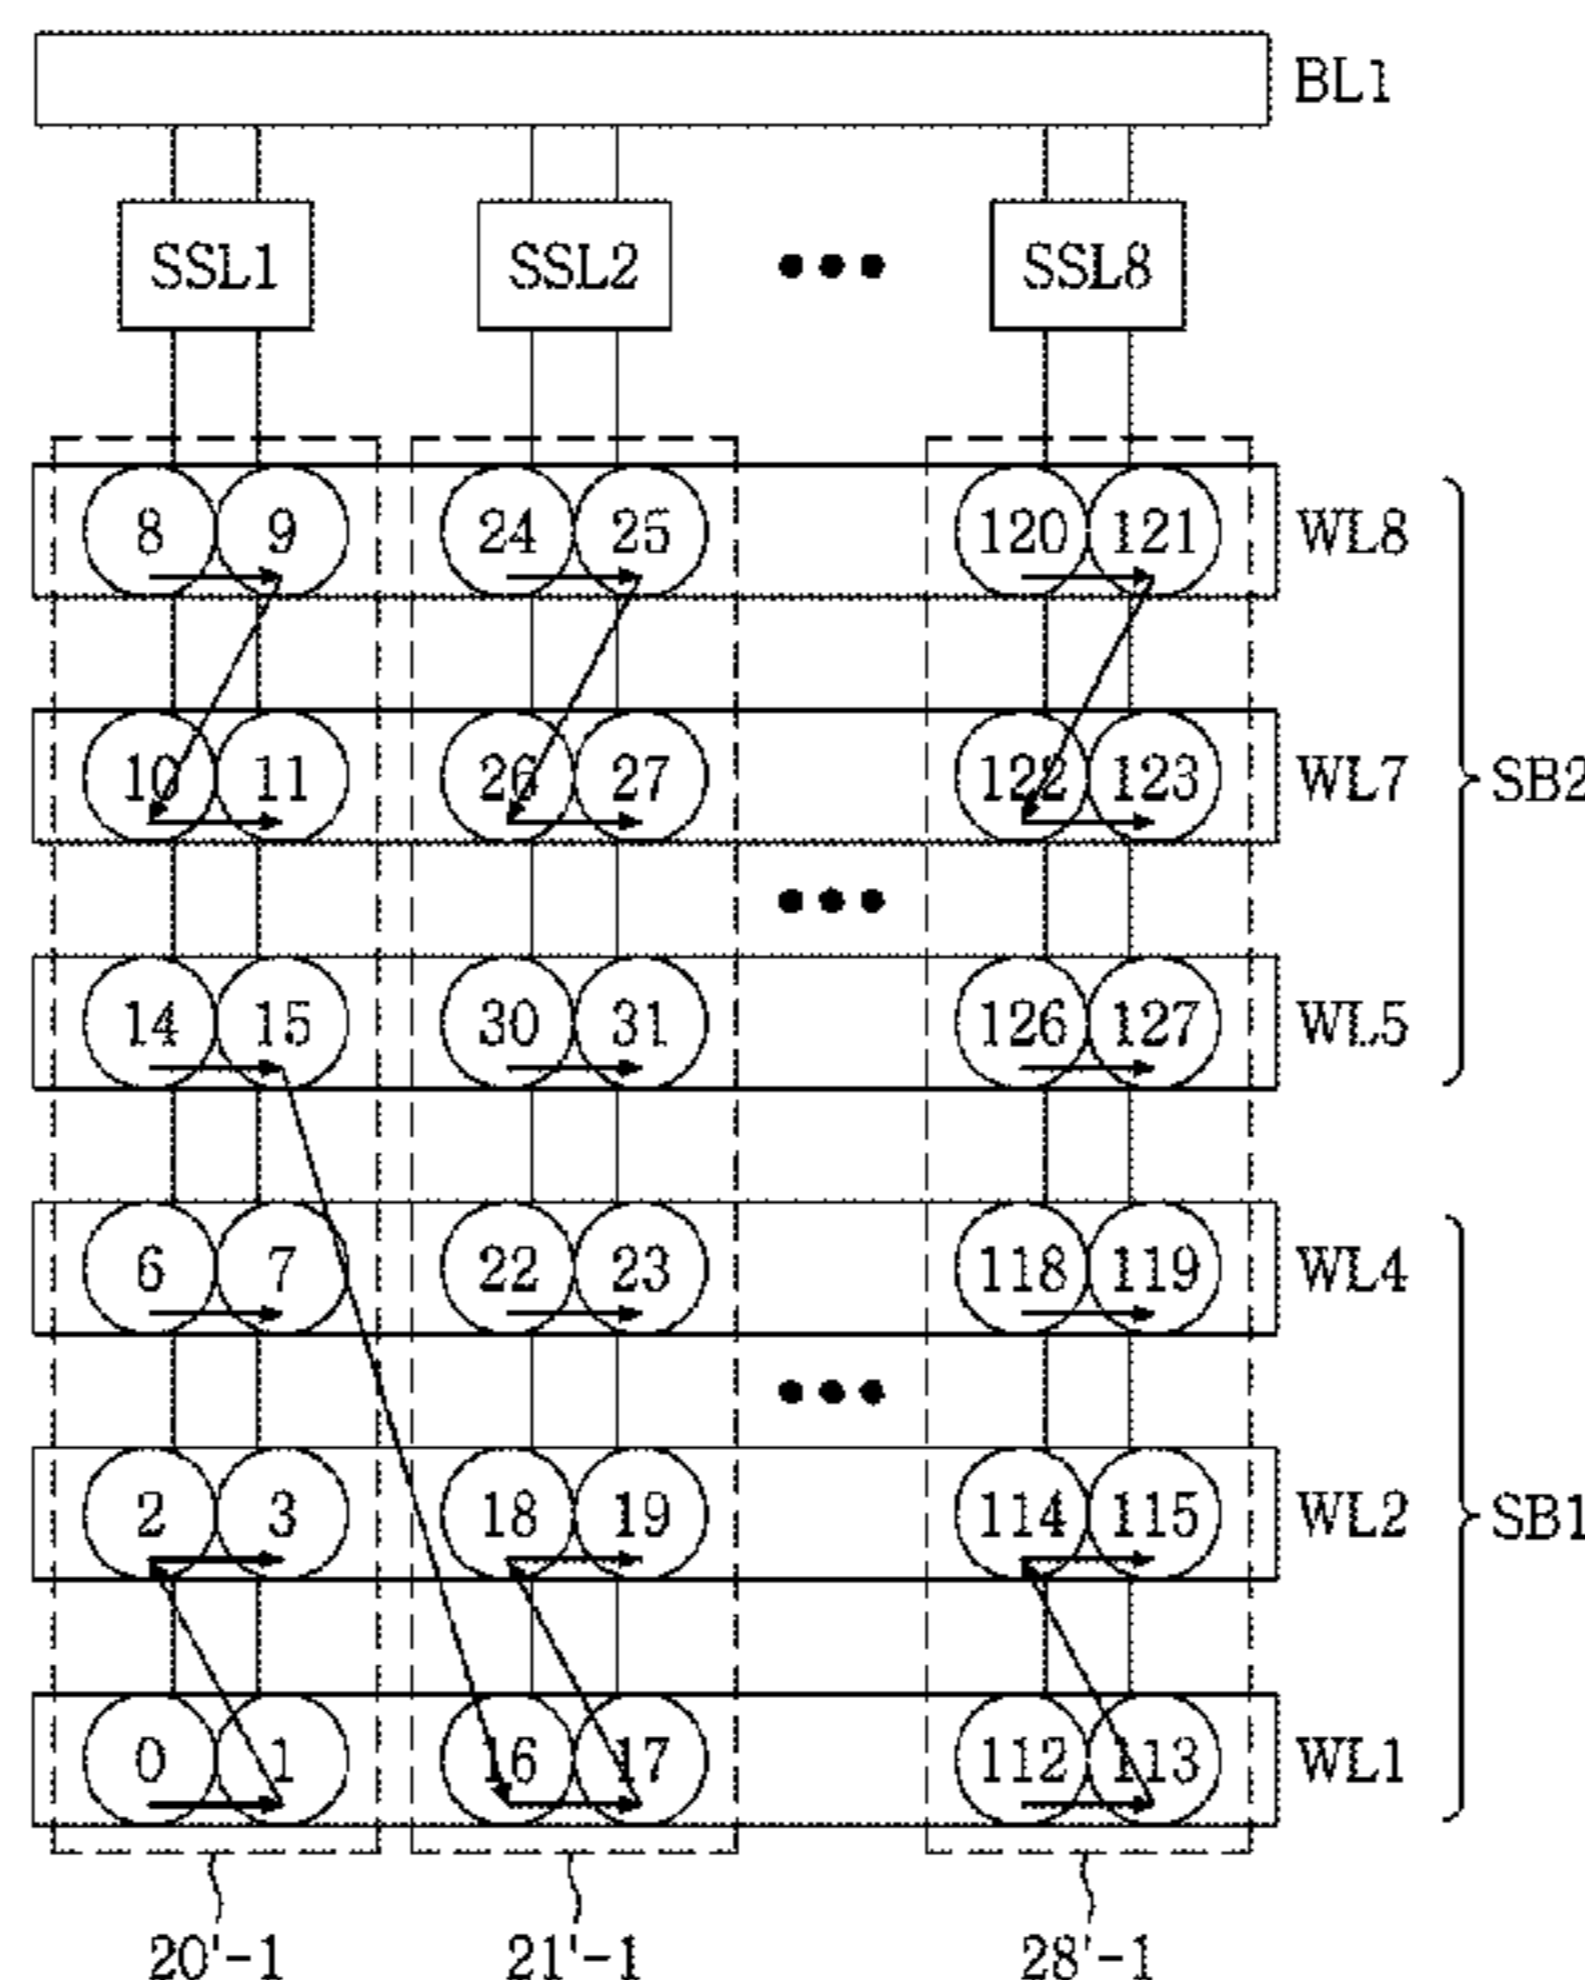 BL1
SSL1 SSL2 ••• SSL8
8 9 24 25 120 121 WL8
10 11 26 27 122 123 WL7 SB2
•••
14 15 30 31 126 127 WL5
6 7 22 23 118 119 WL4
•••
2 3 18 19 114 115 WL2 SB1
0 1 16 17 112 113 WL1
20'-1 21'-1 28'-1